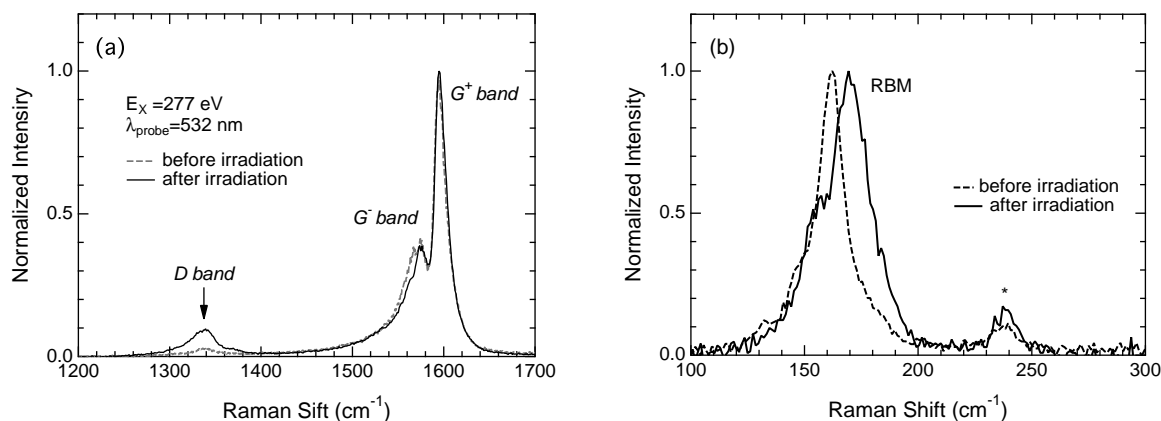 (a)
1.0
0.5
0.0
Normalized Intensiry
E_X =277 eV
λ_probe=532 nm
before irradiation
after irradiation
G⁺ band
G⁻ band
D band
1200 1300 1400 1500 1600 1700
Raman Sift (cm⁻¹)
(b)
1.0
0.5
0.0
Normalized Intensity
RBM
before irradiation
after irradiation
*
100 150 200 250 300
Raman Shift (cm⁻¹)